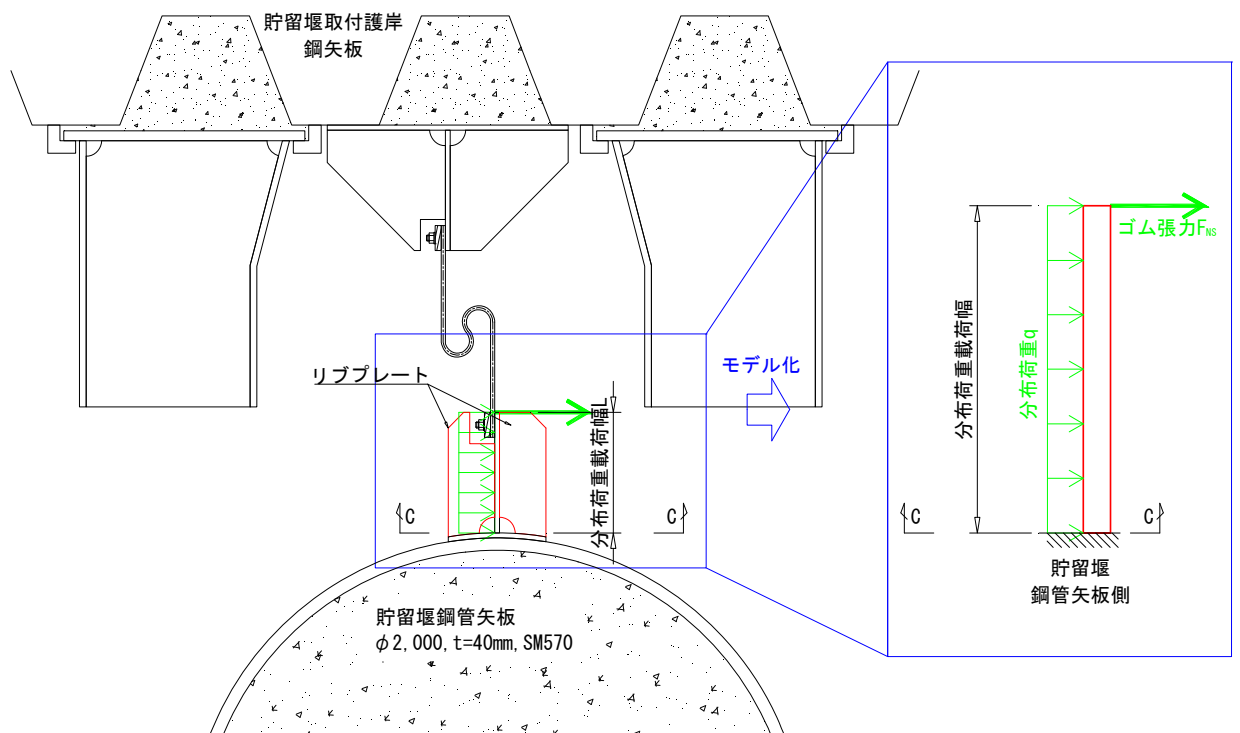 貯留堰取付護岸
鋼矢板
リブプレート
分布荷重載荷幅L
C
C
モデル化
貯留堰鋼管矢板
φ2,000,t=40mm,SM570
ゴム張力FNS
分布荷重載荷幅
分布荷重q
C
C
貯留堰
鋼管矢板側